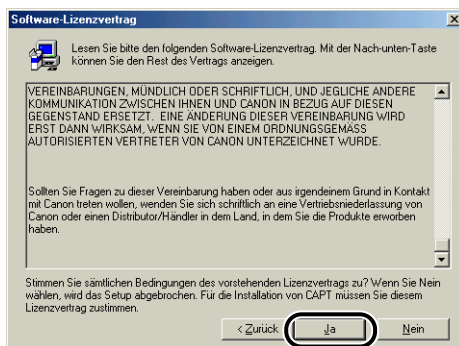 Software-Lizenzvertrag
Lesen Sie bitte den folgenden Software-Lizenzvertrag. Mit der Nach-unten-Taste
können Sie den Rest des Vertrags anzeigen.
VEREINBARUNGEN, MÜNDLICH ODER SCHRIFTLICH, UND JEGLICHE ANDERE
KOMMUNIKATION ZWISCHEN IHNEN UND CANON IN BEZUG AUF DIESEN
GEGENSTAND ERSETZT. EINE ÄNDERUNG DIESER VEREINBARUNG WIRD
ERST DANN WIRKSAM, WENN SIE VON EINEM ORDNUNGSGEMÄSS
AUTORISIERTEN VERTRETER VON CANON UNTERZEICHNET WURDE.
Sollten Sie Fragen zu dieser Vereinbarung haben oder aus irgendeinem Grund in Kontakt
mit Canon treten wollen, wenden Sie sich schriftlich an eine Vertriebsniederlassung von
Canon oder einen Distributor/Händler in dem Land, in dem Sie die Produkte erworben
haben.
Stimmen Sie sämtlichen Bedingungen des vorstehenden Lizenzvertrags zu? Wenn Sie Nein
wählen, wird das Setup abgebrochen. Für die Installation von CAPT müssen Sie diesem
Lizenzvertrag zustimmen.
< Zurück Ja Nein